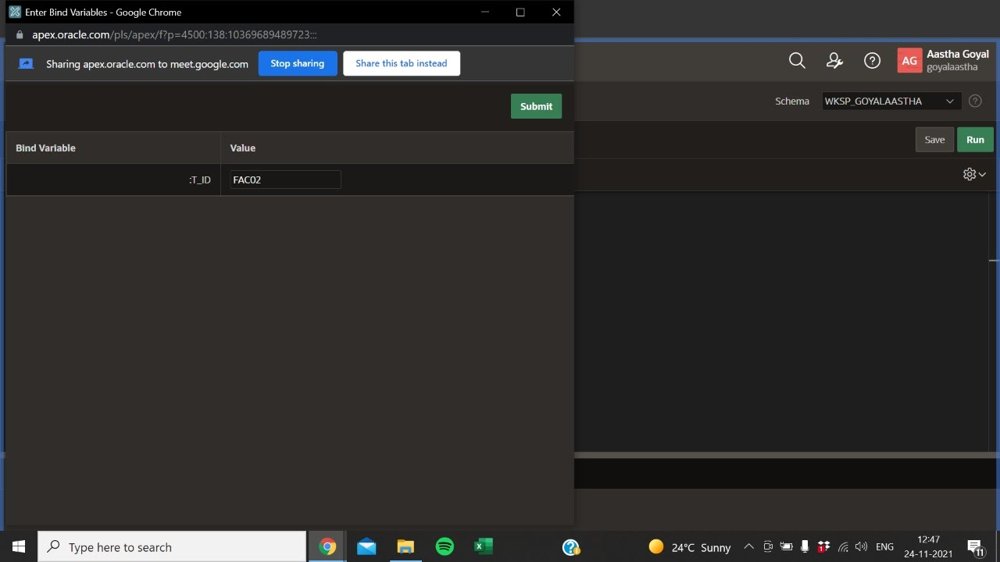 Enter Bind Variables - Google Chrome
apex.oracle.com/pls/apex/f?p=4500:138:10369689489723:::
Sharing apex.oracle.com to meet.google.com
Stop sharing
Share this tab instead
AG
Aastha Goyal
goyalaastha
Submit
Schema
WKSP_GOYALAASTHA
Save
Run
Bind Variable
Value
:T_ID
FAC02
Type here to search
24°C Sunny
ENG
12:47
24-11-2021
11